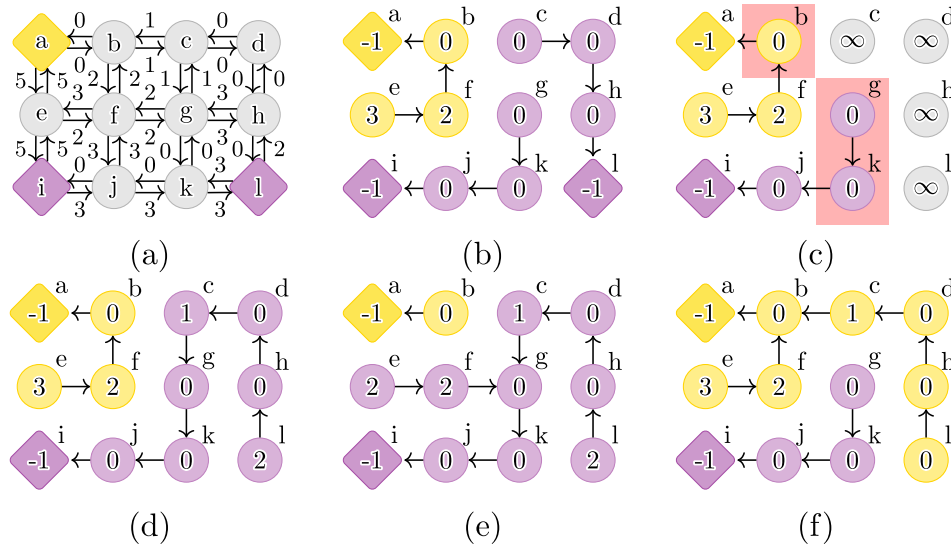 0 1 0 a b c d
a b c d -1 0 0 0
a b c d -1 0 ∞ ∞
0 1 0
5 5 3 2 2 3 1 1 3 0 0
e f g h
e f g h 3 2 0 0
e f g h 3 2 0 ∞
2 2 3
5 5 0 3 3 0 0 0 0 2
i j k l
i j k l -1 0 0 -1
i j k l -1 0 0 ∞
3 3 3
(a) (b) (c)
a b c d
-1 0 1 0
a b c d
-1 0 1 0
a b c d
-1 0 1 0
e f g h
3 2 0 0
e f g h
2 2 0 0
e f g h
3 2 0 0
i j k l
-1 0 0 2
i j k l
-1 0 0 2
i j k l
-1 0 0 0
(d) (e) (f)